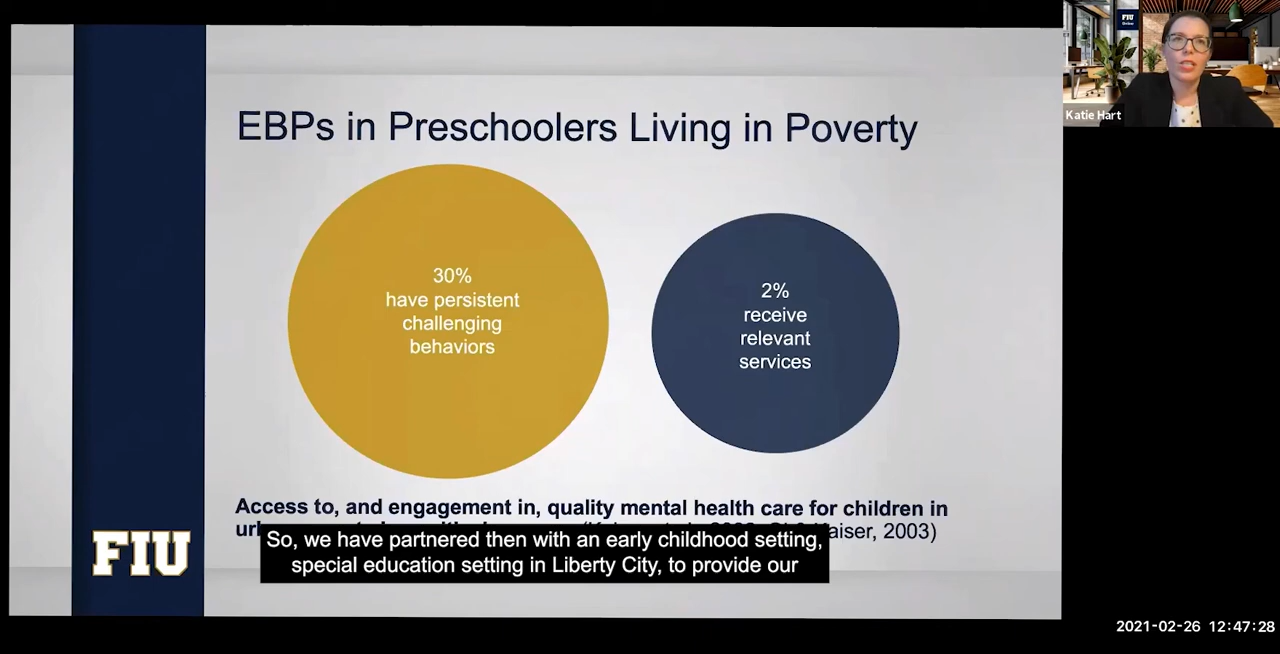 EBPs in Preschoolers Living in Poverty
30%
have persistent
challenging
behaviors
2%
receive
relevant
services
Access to, and engagement in, quality mental health care for children in
aiser, 2003)
So, we have partnered then with an early childhood setting,
special education setting in Liberty City, to provide our
FIU
FIU
Katie Hart
2021-02-26 12:47:28